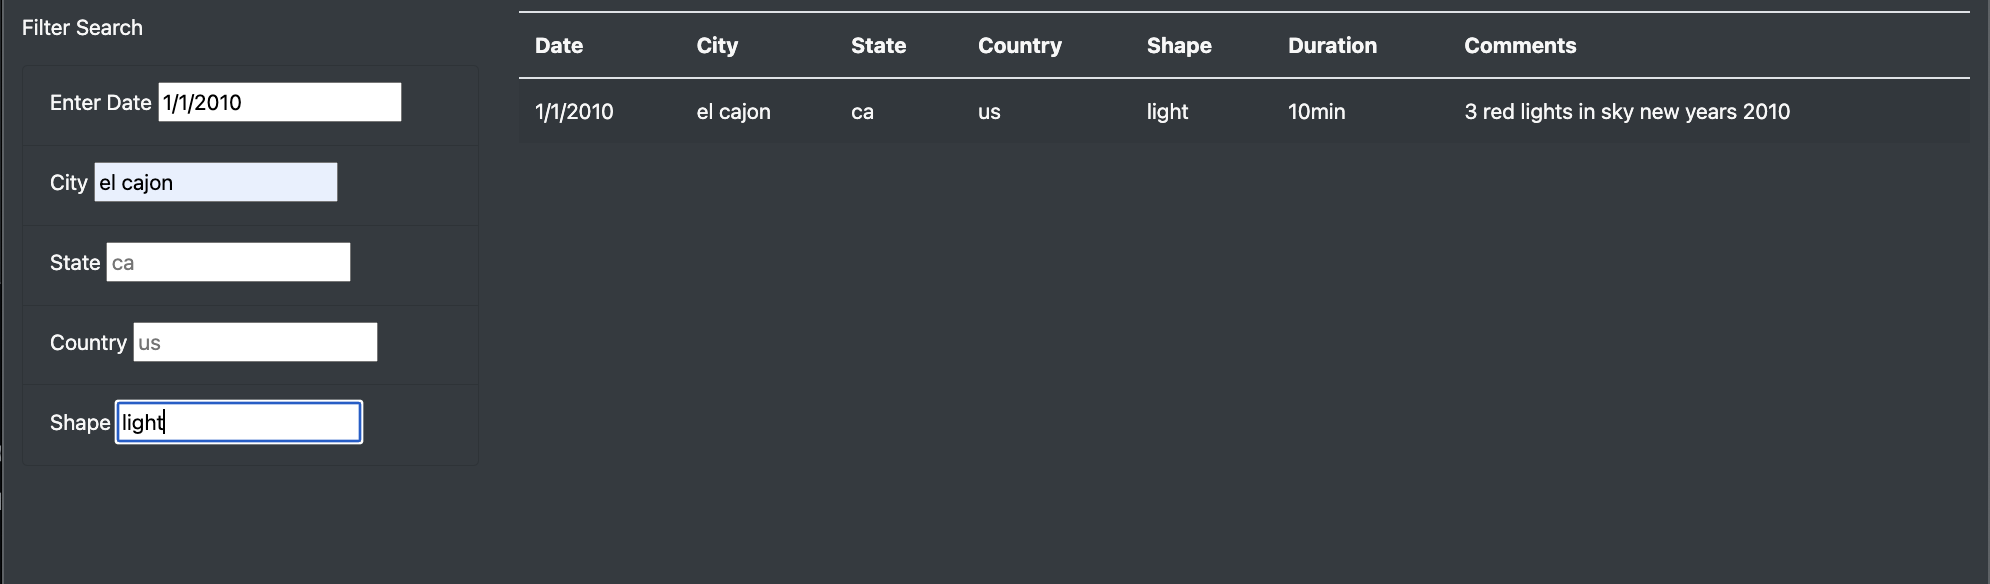 Filter Search
Enter Date 1/1/2010
City el cajon
State ca
Country us
Shape light
Date City State Country Shape Duration Comments
1/1/2010 el cajon ca us light 10min 3 red lights in sky new years 2010